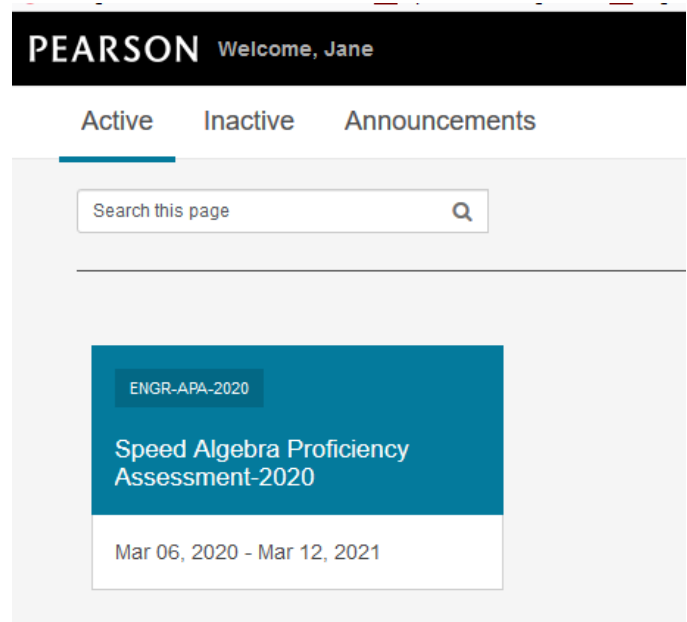 PEARSON Welcome, Jane
Active Inactive Announcements
Search this page
ENGR-APA-2020
Speed Algebra Proficiency
Assessment-2020
Mar 06, 2020 - Mar 12, 2021